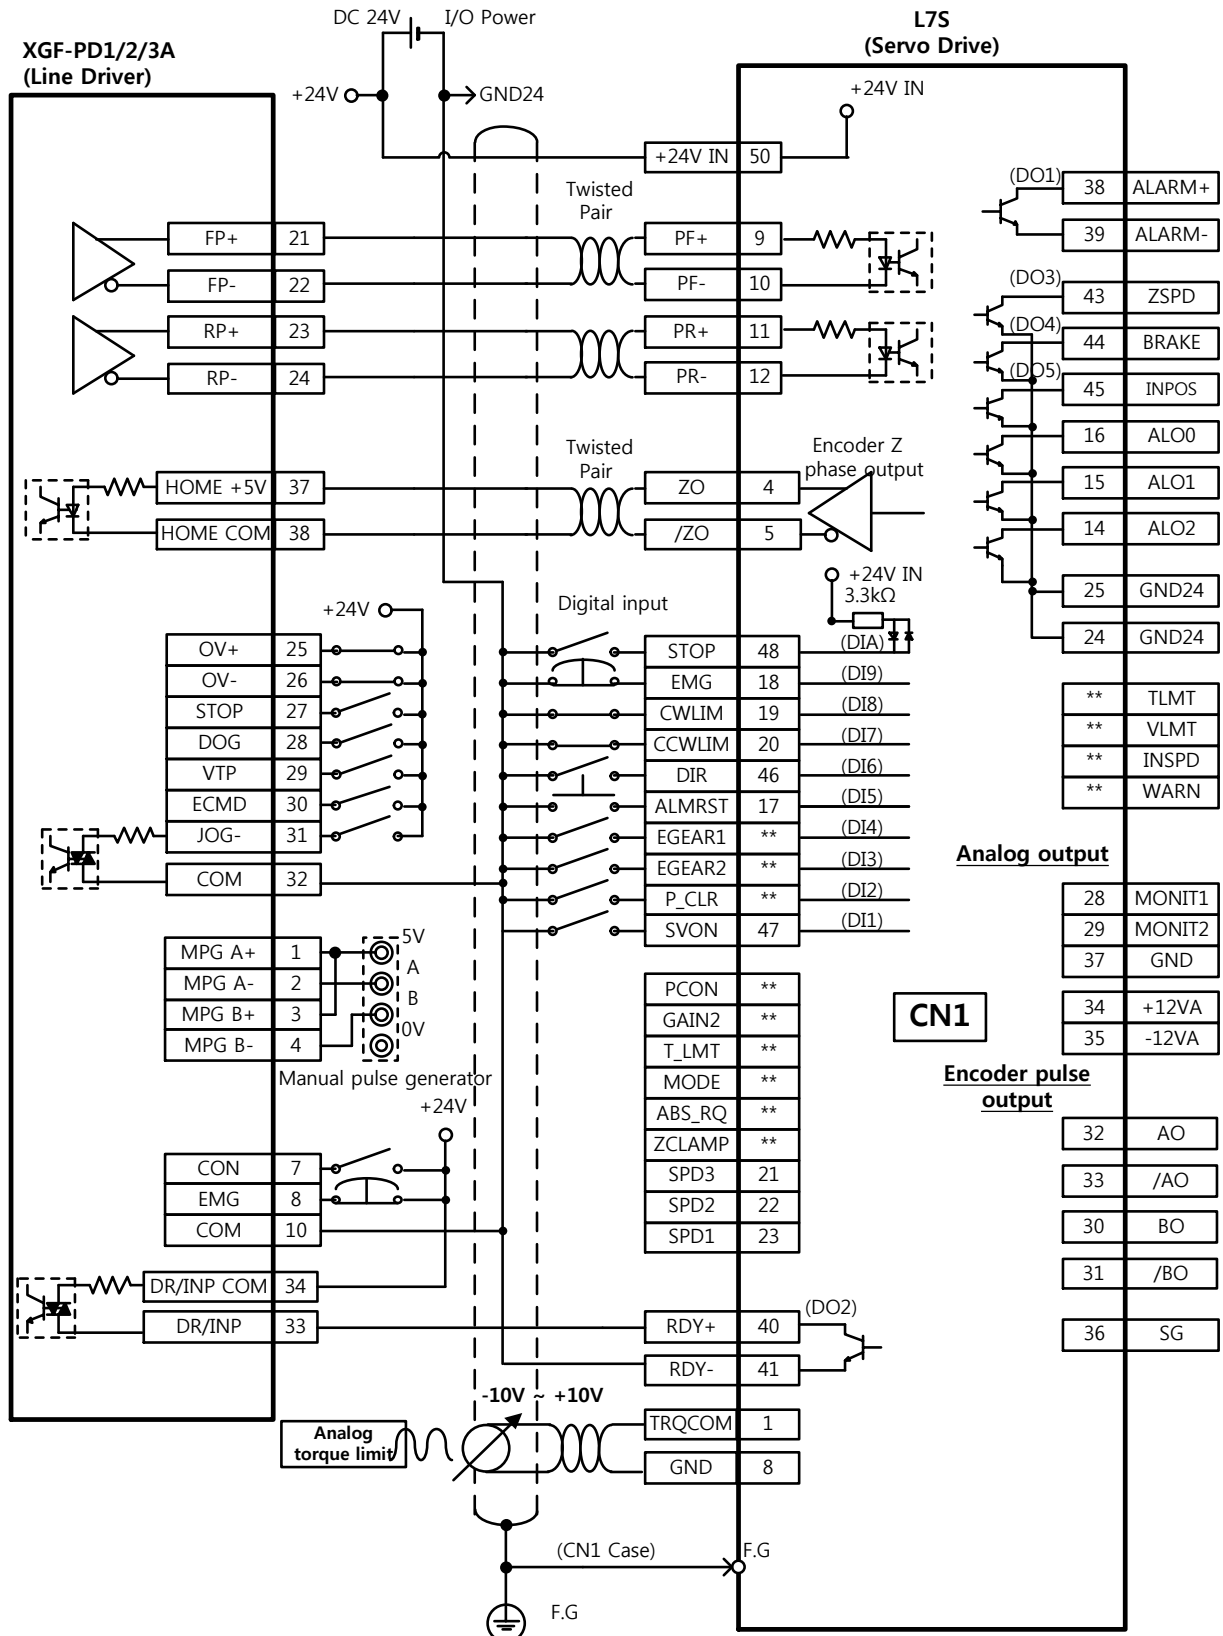 DC 24V I/O Power
XGF-PD1/2/3A
(Line Driver)
L7S
(Servo Drive)
+24V
GND24
+24V IN
+24V IN 50
Twisted
Pair
FP+ 21
FP- 22
RP+ 23
RP- 24
PF+ 9
PF- 10
PR+ 11
PR- 12
(DO1) 38 ALARM+
39 ALARM-
(DO3) 43 ZSPD
(DO4) 44 BRAKE
(DO5) 45 INPOS
16 ALO0
15 ALO1
14 ALO2
25 GND24
24 GND24
Twisted
Pair
HOME +5V 37
HOME COM 38
ZO 4
/ZO 5
Encoder Z
phase output
+24V IN
3.3kΩ
+24V
Digital input
OV+ 25
OV- 26
STOP 27
DOG 28
VTP 29
ECMD 30
JOG- 31
COM 32
STOP 48 (DIA)
EMG 18 (DI9)
CWLIM 19 (DI8)
CCWLIM 20 (DI7)
DIR 46 (DI6)
ALMRST 17 (DI5)
EGEAR1 ** (DI4)
EGEAR2 ** (DI3)
P_CLR ** (DI2)
SVON 47 (DI1)
** TLMT
** VLMT
** INSPD
** WARN
Analog output
28 MONIT1
29 MONIT2
37 GND
34 +12VA
35 -12VA
MPG A+ 1 5V
MPG A- 2 A
MPG B+ 3 B
MPG B- 4 0V
Manual pulse generator
PCON **
GAIN2 **
T_LMT **
MODE **
ABS_RQ **
ZCLAMP **
SPD3 21
SPD2 22
SPD1 23
CN1
Encoder pulse
output
32 AO
33 /AO
30 BO
31 /BO
36 SG
+24V
CON 7
EMG 8
COM 10
DR/INP COM 34
DR/INP 33
RDY+ 40 (DO2)
RDY- 41
-10V ~ +10V
Analog
torque limit
TRQCOM 1
GND 8
(CN1 Case) F.G
F.G